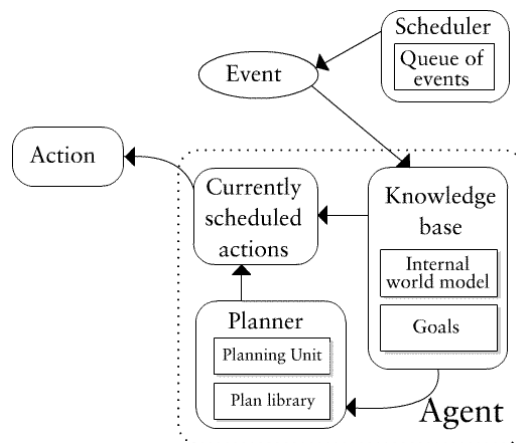 Scheduler
Queue of
events
Event
Action
Currently
scheduled
actions
Knowledge
base
Internal
world model
Goals
Planner
Planning Unit
Plan library
Agent